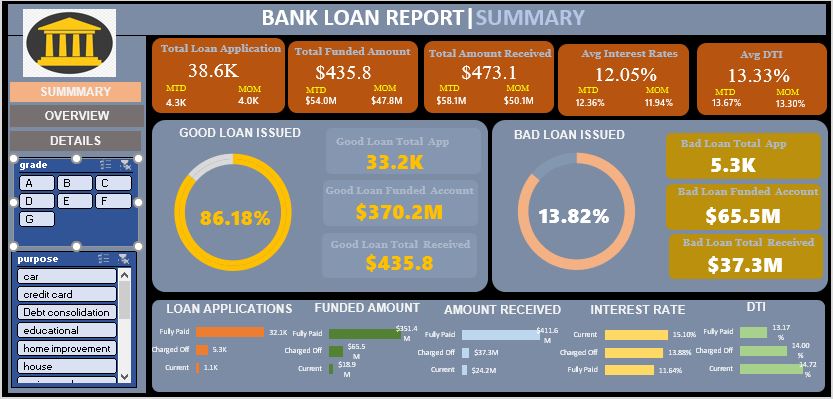 BANK LOAN REPORT|SUMMARY
SUMMMARY
OVERVIEW
DETAILS
grade
A B C
D E F
G
purpose
car
credit card
Debt consolidation
educational
home improvement
house
Total Loan Application
38.6K
MTD MOM
4.3K 4.0K
Total Funded Amount
$435.8
MTD MOM
$54.0M $47.8M
Total Amount Received
$473.1
MTD MOM
$58.1M $50.1M
Avg Interest Rates
12.05%
MTD MOM
12.36% 11.94%
Avg DTI
13.33%
MTD MOM
13.67% 13.30%
GOOD LOAN ISSUED
86.18%
Good Loan Total App
33.2K
Good Loan Funded Account
$370.2M
Good Loan Total Received
$435.8
BAD LOAN ISSUED
13.82%
Bad Loan Total App
5.3K
Bad Loan Funded Account
$65.5M
Bad Loan Total Received
$37.3M
LOAN APPLICATIONS
Fully Paid 32.1K
Charged Off 5.3K
Current 1.1K
FUNDED AMOUNT
Fully Paid $351.4
M
Charged Off $65.5
M
Current $18.9
M
AMOUNT RECEIVED
Fully Paid $411.6
M
Charged Off $37.3M
Current $24.2M
INTEREST RATE
Current 15.10%
Charged Off 13.88%
Fully Paid 11.64%
DTI
Fully Paid 13.17
%
Charged Off 14.00
%
Current 14.72
%